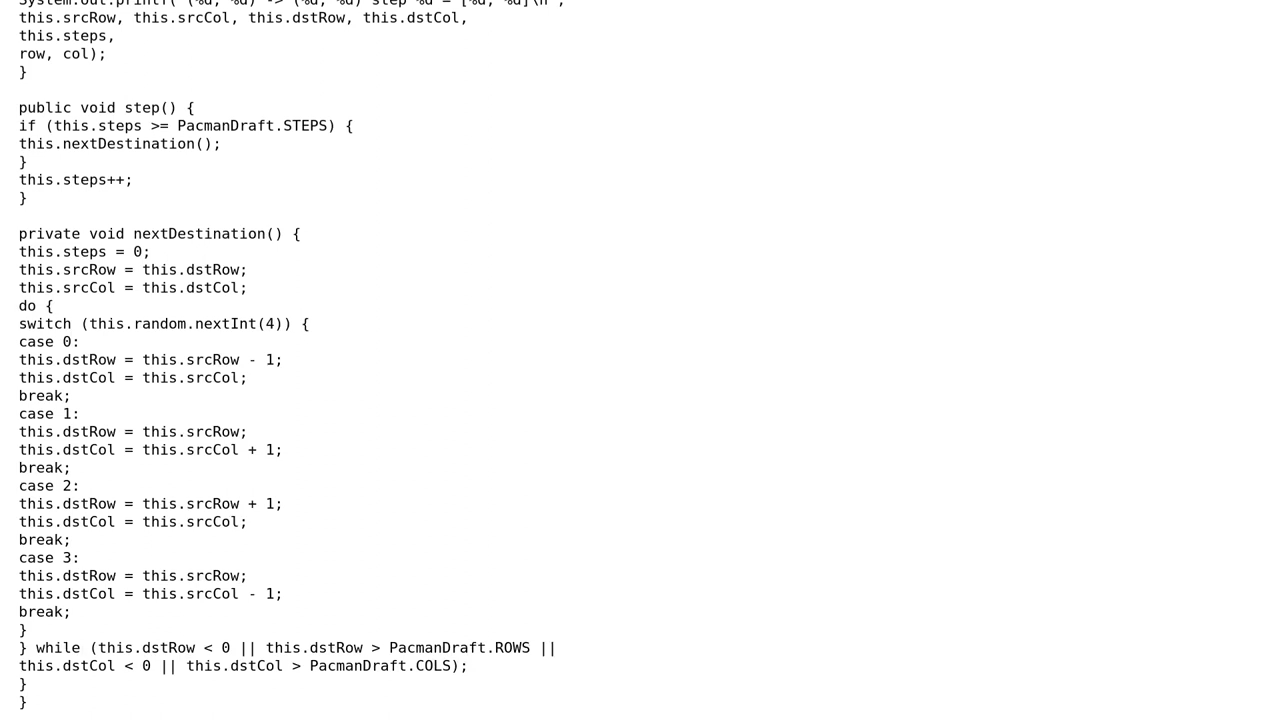 System.out.printf("(%d, %d) -> (%d, %d) step %d = [%d, %d]\n",
this.srcRow, this.srcCol, this.dstRow, this.dstCol,
this.steps,
row, col);
}
public void step() {
if (this.steps >= PacmanDraft.STEPS) {
this.nextDestination();
}
this.steps++;
}
private void nextDestination() {
this.steps = 0;
this.srcRow = this.dstRow;
this.srcCol = this.dstCol;
do {
switch (this.random.nextInt(4)) {
case 0:
this.dstRow = this.srcRow - 1;
this.dstCol = this.srcCol;
break;
case 1:
this.dstRow = this.srcRow;
this.dstCol = this.srcCol + 1;
break;
case 2:
this.dstRow = this.srcRow + 1;
this.dstCol = this.srcCol;
break;
case 3:
this.dstRow = this.srcRow;
this.dstCol = this.srcCol - 1;
break;
}
} while (this.dstRow < 0 || this.dstRow > PacmanDraft.ROWS ||
this.dstCol < 0 || this.dstCol > PacmanDraft.COLS);
}
}